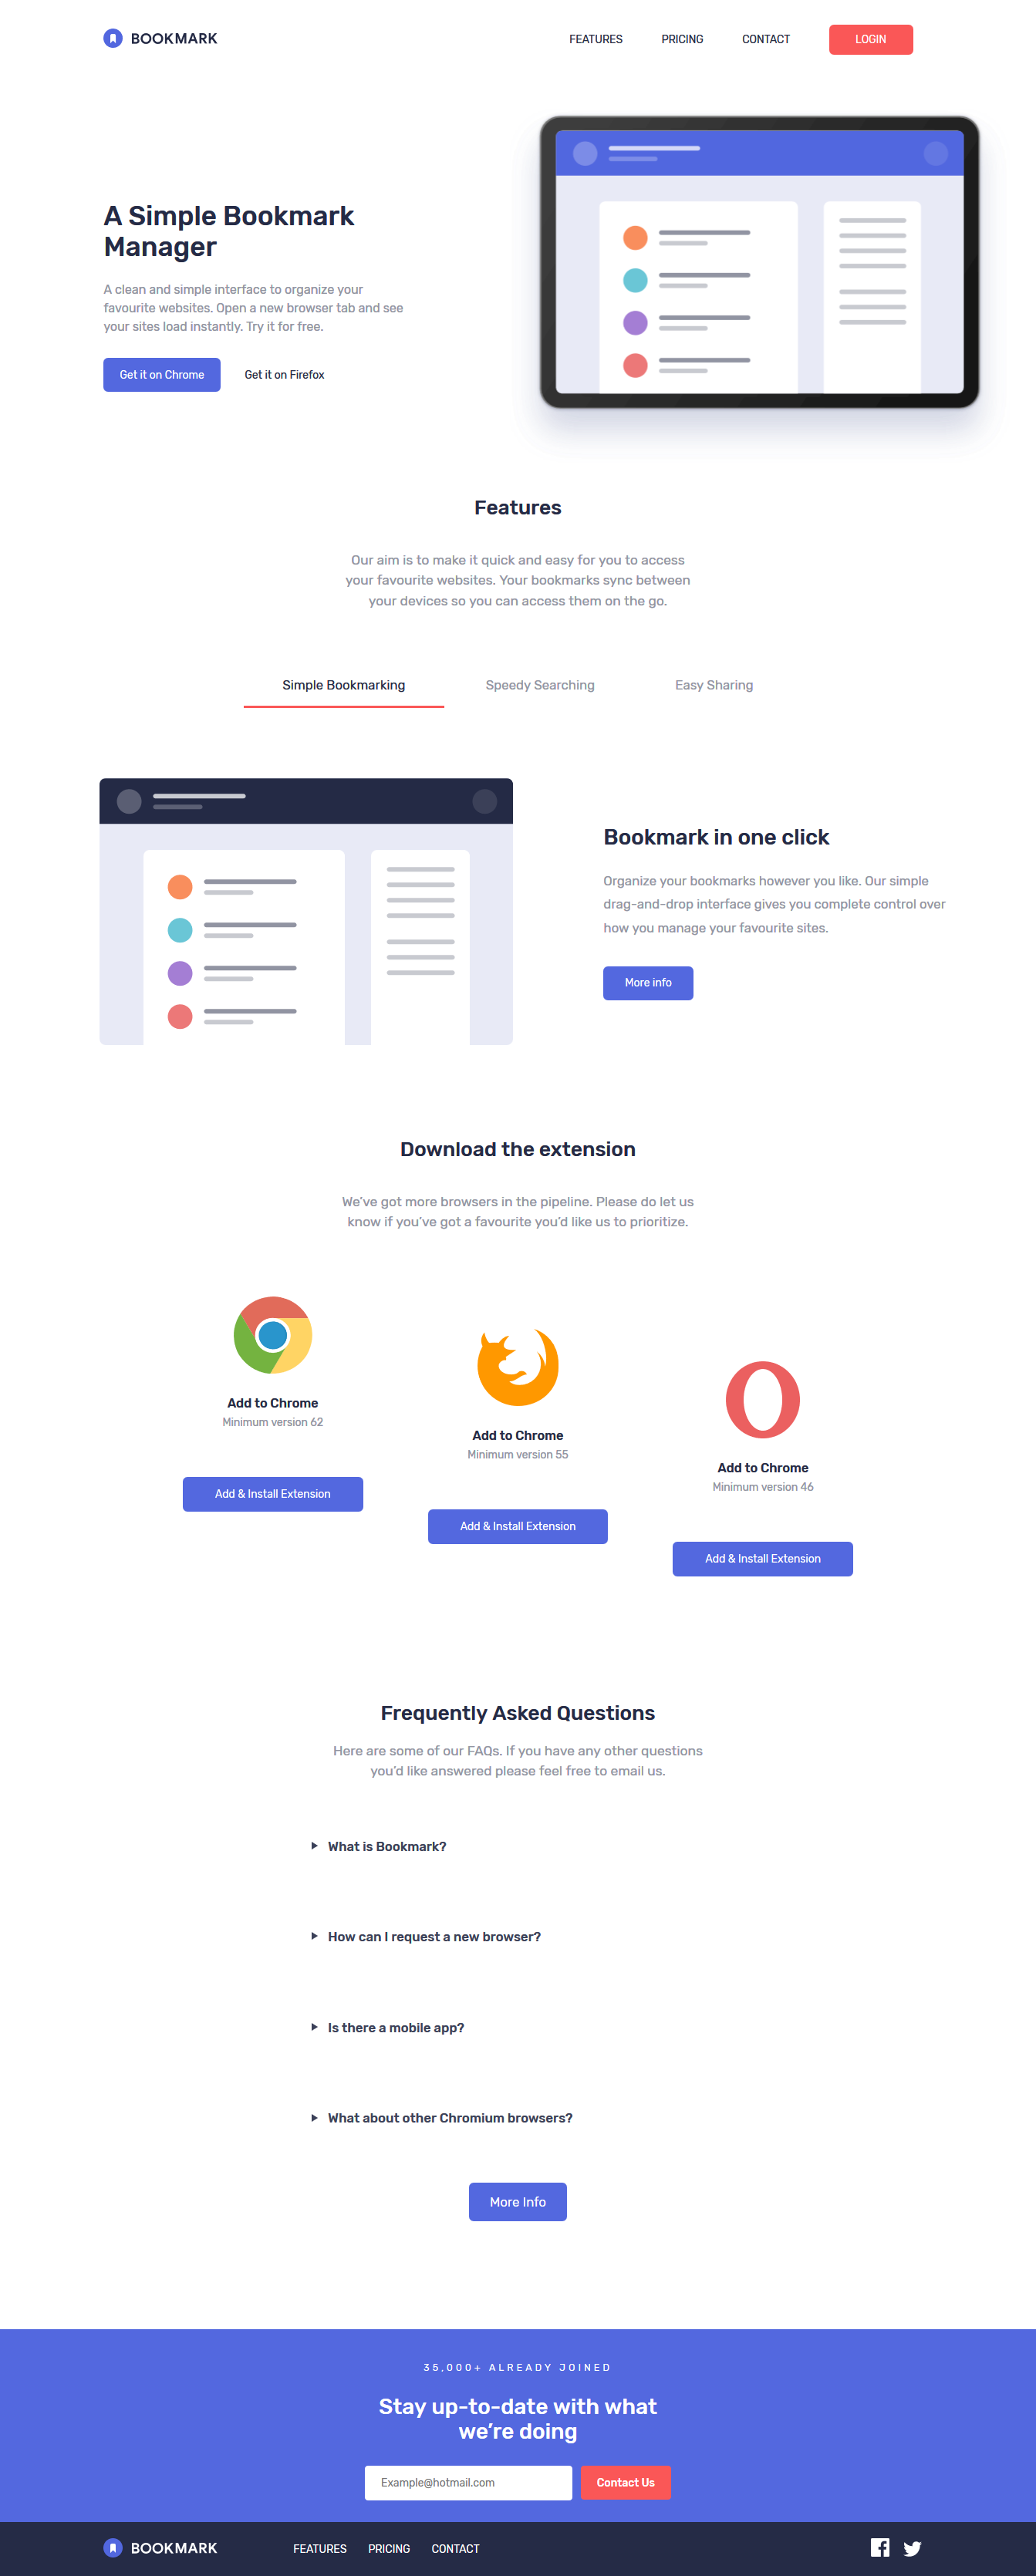 BOOKMARK
FEATURES
PRICING
CONTACT
LOGIN
A Simple Bookmark
Manager
A clean and simple interface to organize your
favourite websites. Open a new browser tab and see
your sites load instantly. Try it for free.
Get it on Chrome
Get it on Firefox
Features
Our aim is to make it quick and easy for you to access
your favourite websites. Your bookmarks sync between
your devices so you can access them on the go.
Simple Bookmarking
Speedy Searching
Easy Sharing
Bookmark in one click
Organize your bookmarks however you like. Our simple
drag-and-drop interface gives you complete control over
how you manage your favourite sites.
More info
Download the extension
We've got more browsers in the pipeline. Please do let us
know if you've got a favourite you'd like us to prioritize.
Add to Chrome
Minimum version 62
Add & Install Extension
Add to Chrome
Minimum version 55
Add & Install Extension
Add to Chrome
Minimum version 46
Add & Install Extension
Frequently Asked Questions
Here are some of our FAQs. If you have any other questions
you'd like answered please feel free to email us.
What is Bookmark?
How can I request a new browser?
Is there a mobile app?
What about other Chromium browsers?
More Info
35,000+ ALREADY JOINED
Stay up-to-date with what
we're doing
Example@hotmail.com
Contact Us
BOOKMARK
FEATURES
PRICING
CONTACT